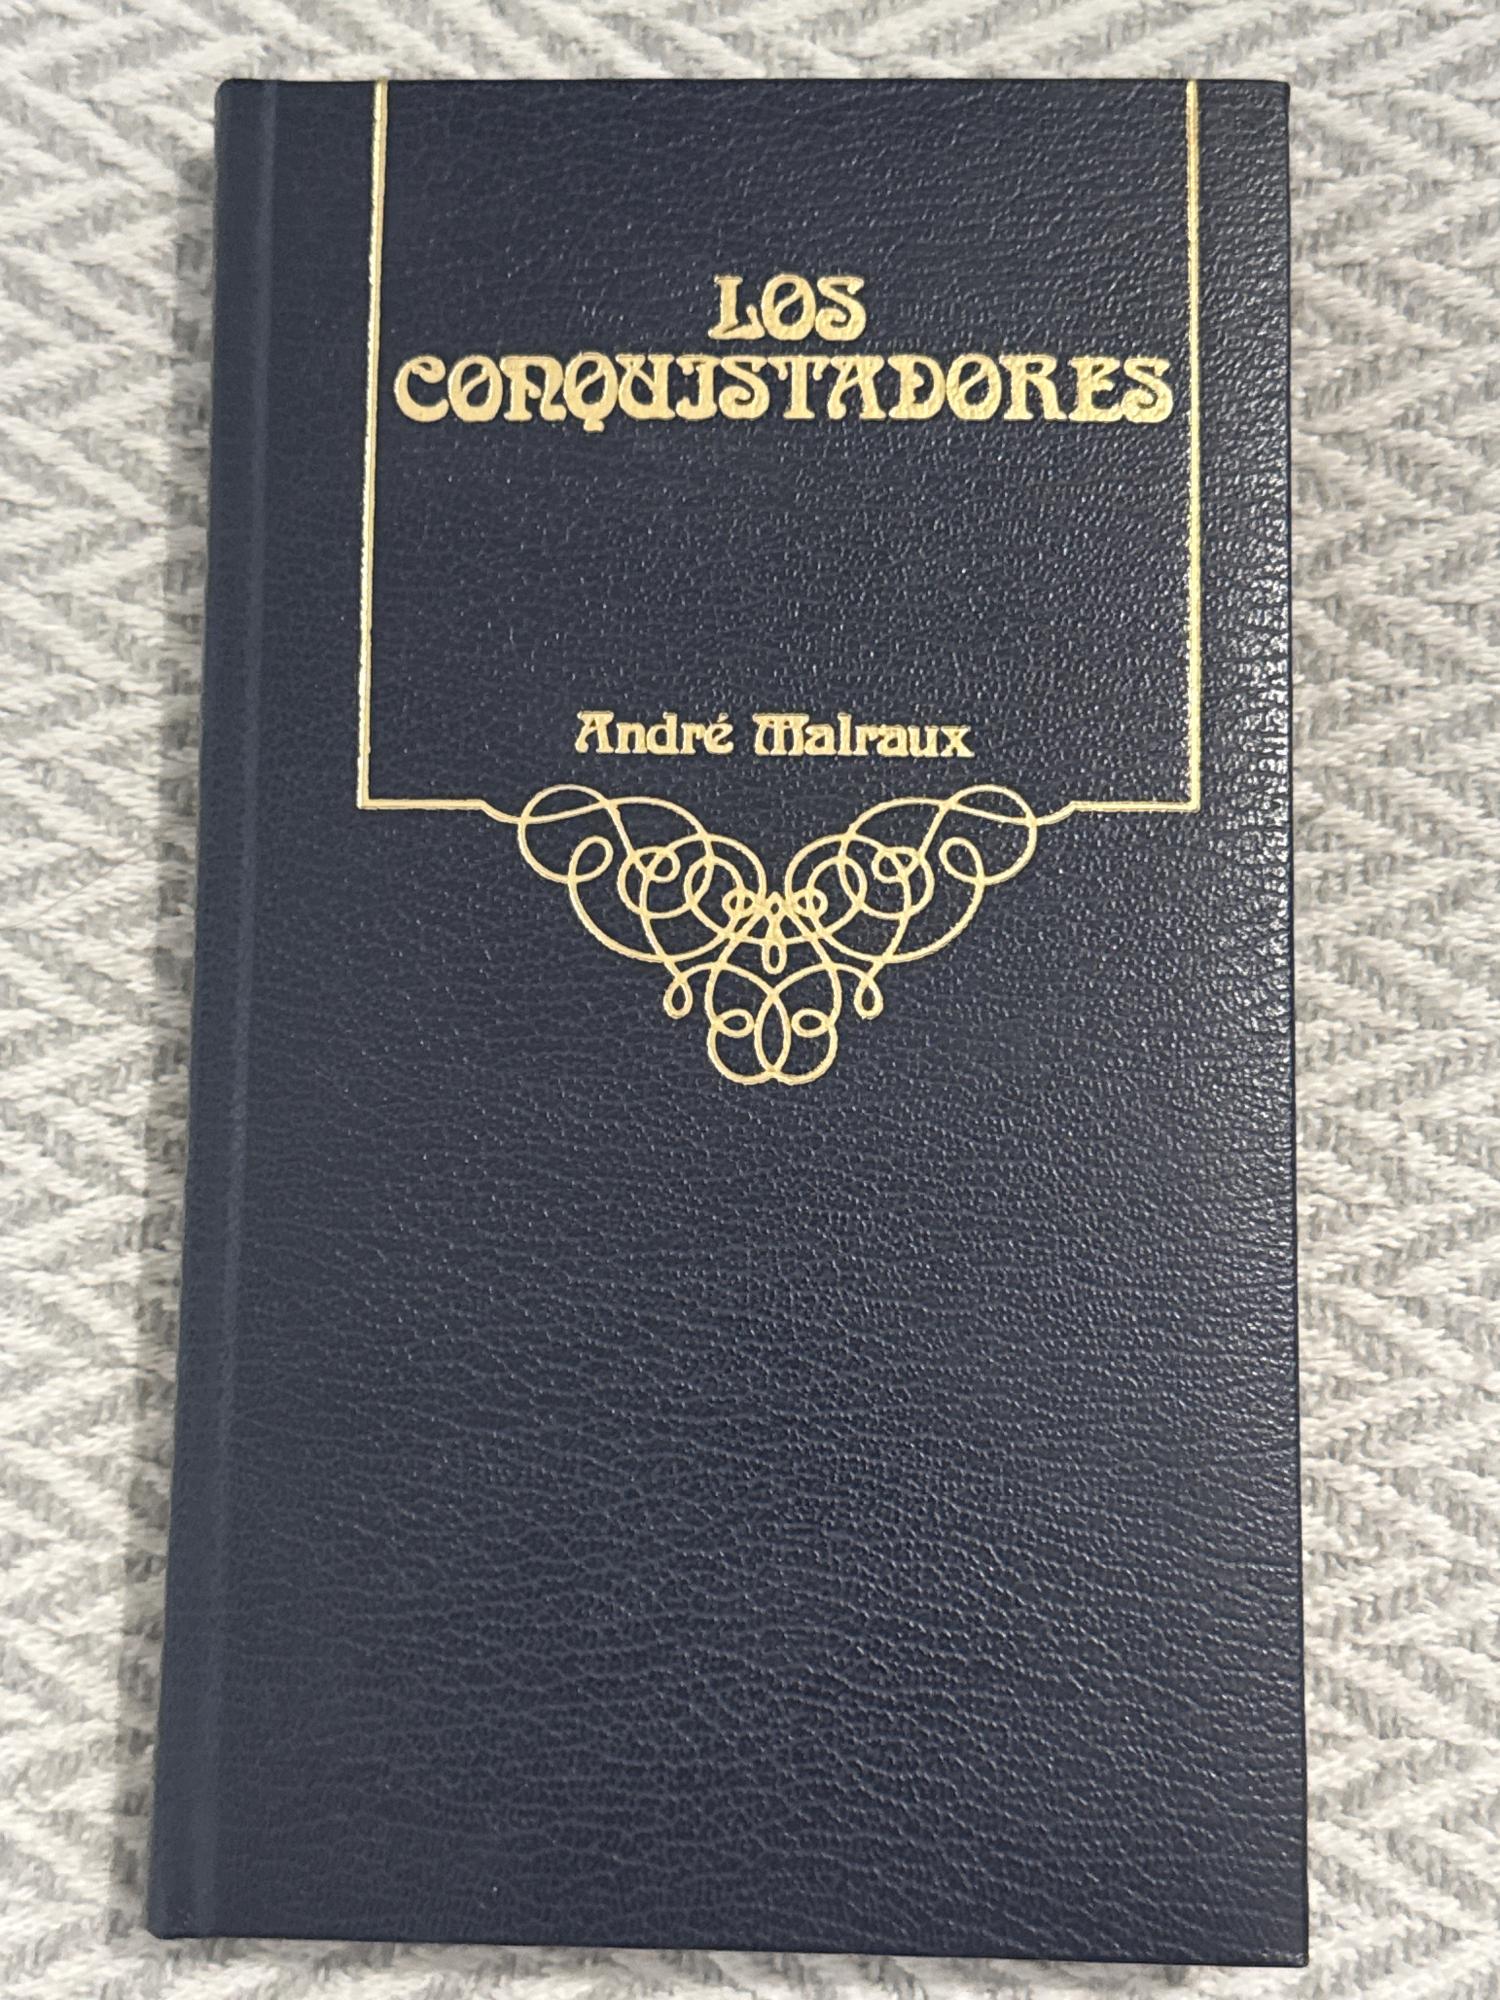 LOS
CONQUISTADORES
André Malraux